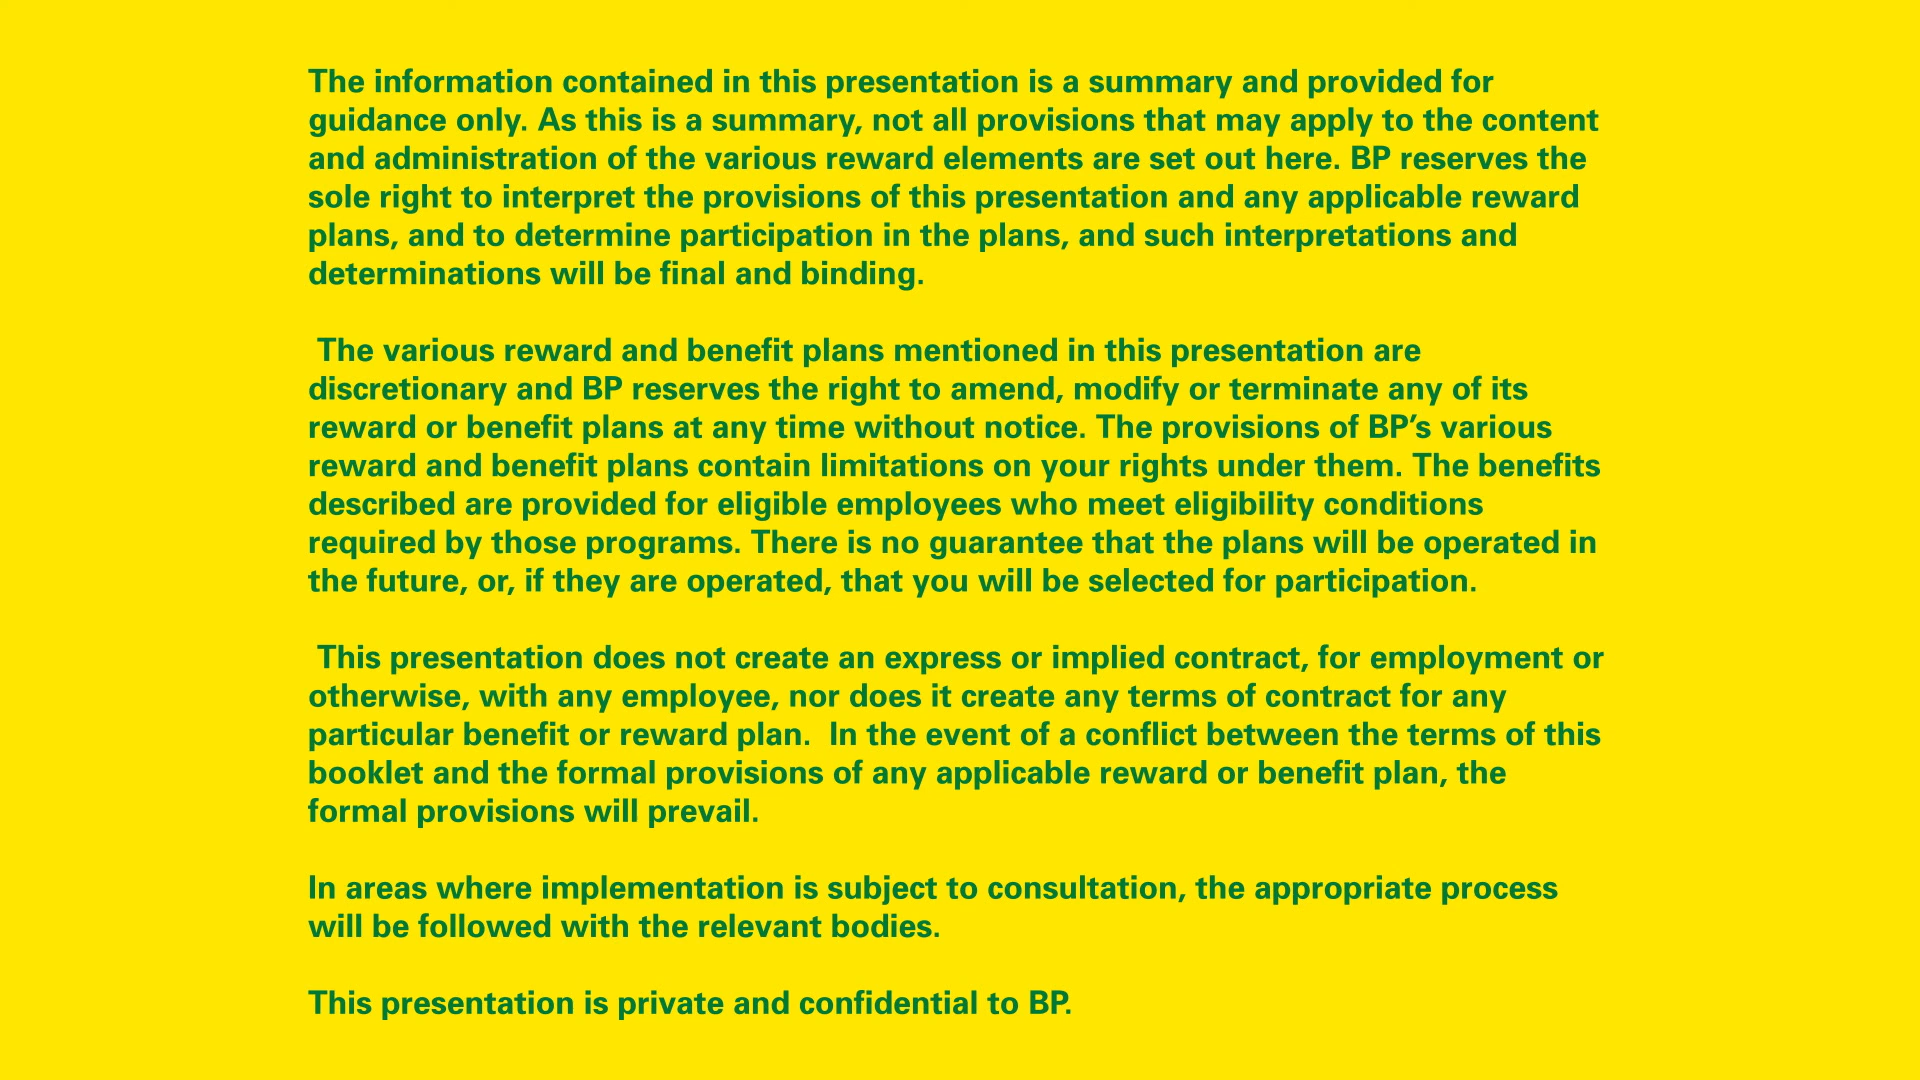 The information contained in this presentation is a summary and provided for
guidance only. As this is a summary, not all provisions that may apply to the content
and administration of the various reward elements are set out here. BP reserves the
sole right to interpret the provisions of this presentation and any applicable reward
plans, and to determine participation in the plans, and such interpretations and
determinations will be final and binding.
The various reward and benefit plans mentioned in this presentation are
discretionary and BP reserves the right to amend, modify or terminate any of its
reward or benefit plans at any time without notice. The provisions of BP’s various
reward and benefit plans contain limitations on your rights under them. The benefits
described are provided for eligible employees who meet eligibility conditions
required by those programs. There is no guarantee that the plans will be operated in
the future, or, if they are operated, that you will be selected for participation.
This presentation does not create an express or implied contract, for employment or
otherwise, with any employee, nor does it create any terms of contract for any
particular benefit or reward plan.  In the event of a conflict between the terms of this
booklet and the formal provisions of any applicable reward or benefit plan, the
formal provisions will prevail.
In areas where implementation is subject to consultation, the appropriate process
will be followed with the relevant bodies.
This presentation is private and confidential to BP.